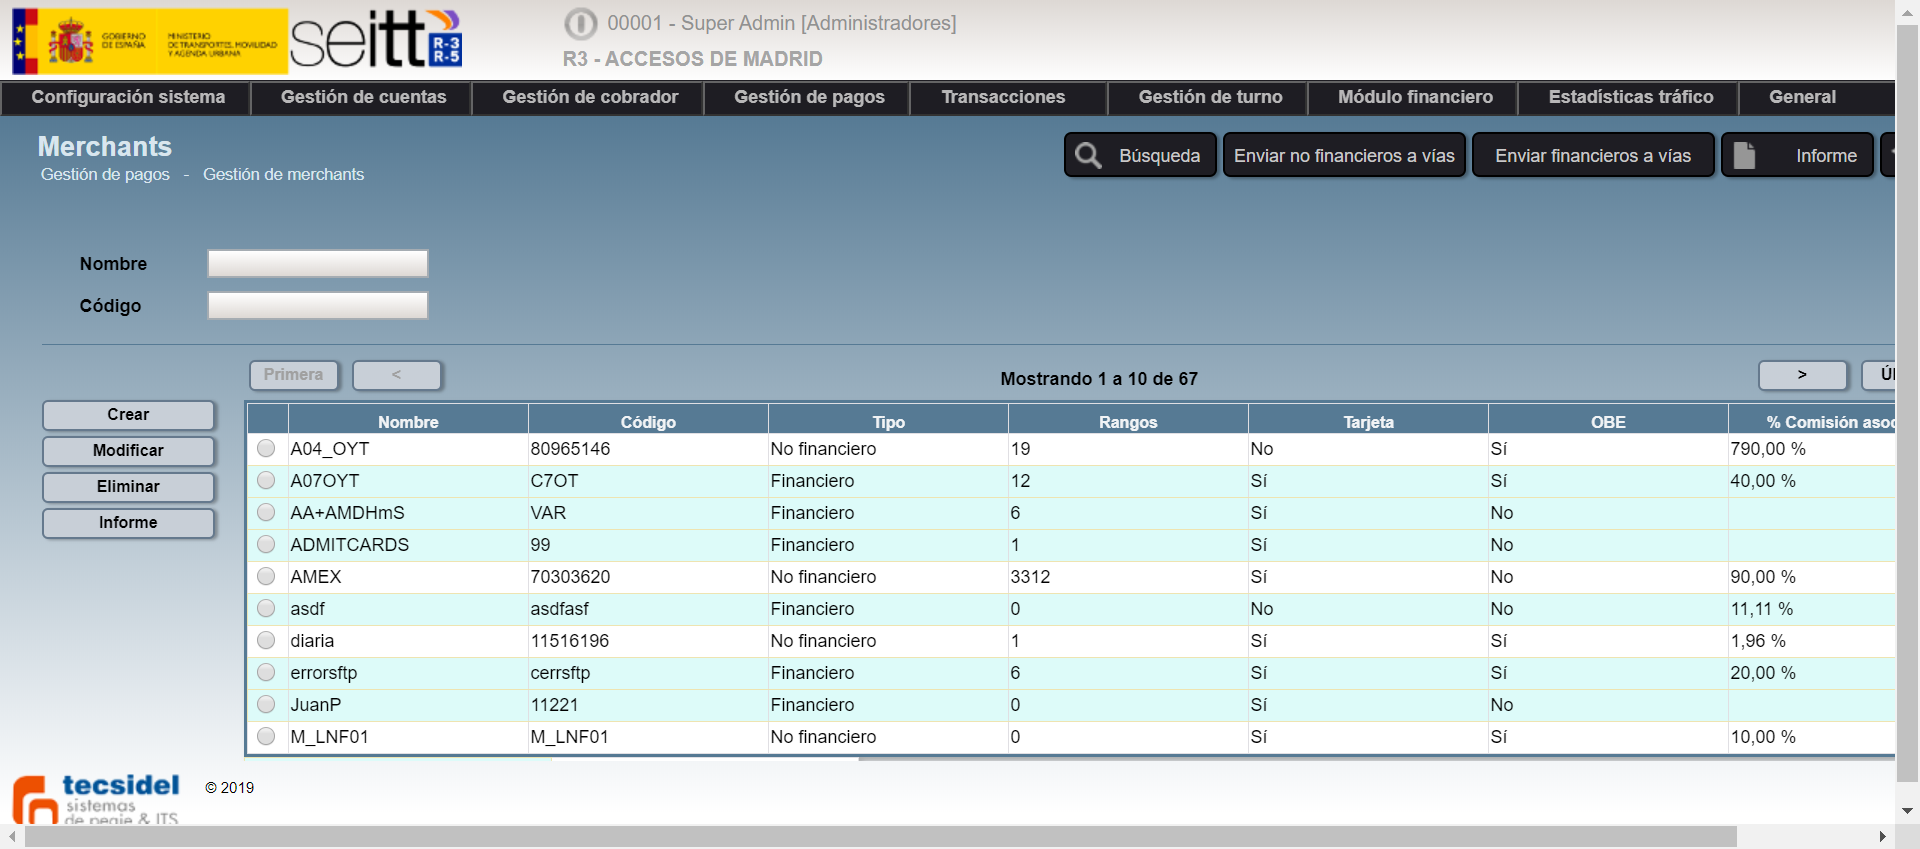 GOBIERNO DE ESPAÑA
MINISTERIO DE TRANSPORTES, MOVILIDAD Y AGENDA URBANA
seitt R-3 R-5
00001 - Super Admin [Administradores]
R3 - ACCESOS DE MADRID
Configuración sistema Gestión de cuentas Gestión de cobrador Gestión de pagos Transacciones Gestión de turno Módulo financiero Estadísticas tráfico General
Merchants
Gestión de pagos - Gestión de merchants
Búsqueda Enviar no financieros a vías Enviar financieros a vías Informe
Nombre
Código
Primera < Mostrando 1 a 10 de 67 > Úl
Crear
Modificar
Eliminar
Informe
Nombre Código Tipo Rangos Tarjeta OBE % Comisión asoc
A04_OYT 80965146 No financiero 19 No Sí 790,00 %
A07OYT C7OT Financiero 12 Sí Sí 40,00 %
AA+AMDHmS VAR Financiero 6 Sí No
ADMITCARDS 99 Financiero 1 Sí No
AMEX 70303620 No financiero 3312 Sí No 90,00 %
asdf asdfasf Financiero 0 No No 11,11 %
diaria 11516196 No financiero 1 Sí Sí 1,96 %
errorsftp cerrsftp Financiero 6 Sí Sí 20,00 %
JuanP 11221 Financiero 0 Sí No
M_LNF01 M_LNF01 No financiero 0 Sí Sí 10,00 %
tecsidel
sistemas
de peaje & ITS
© 2019